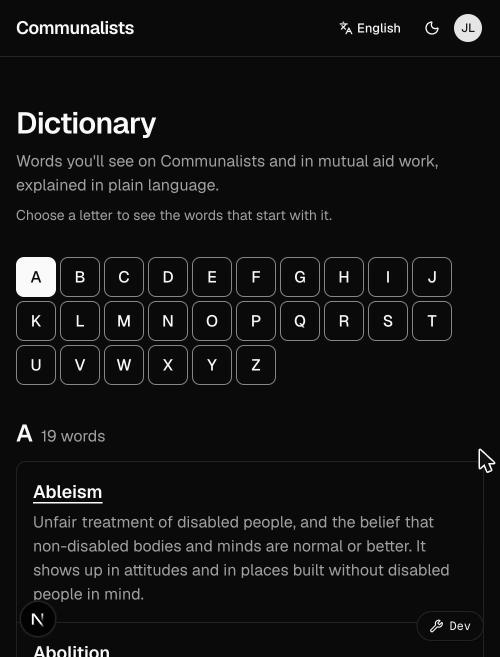 Communalists
English
JL
Dictionary
Words you'll see on Communalists and in mutual aid work,
explained in plain language.
Choose a letter to see the words that start with it.
A B C D E F G H I J
K L M N O P Q R S T
U V W X Y Z
A 19 words
Ableism
Unfair treatment of disabled people, and the belief that
non-disabled bodies and minds are normal or better. It
shows up in attitudes and in places built without disabled
people in mind.
N
Dev
Abolition